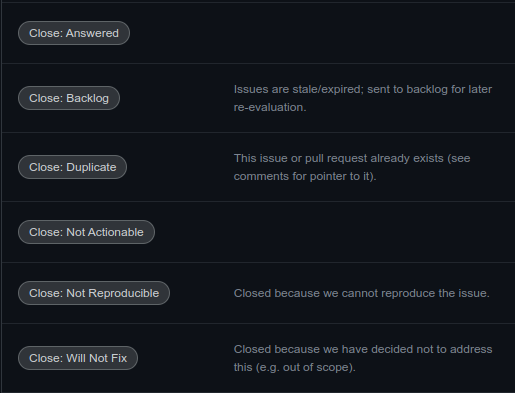 Close: Answered
Close: Backlog
Issues are stale/expired; sent to backlog for later
re-evaluation.
Close: Duplicate
This issue or pull request already exists (see
comments for pointer to it).
Close: Not Actionable
Close: Not Reproducible
Closed because we cannot reproduce the issue.
Close: Will Not Fix
Closed because we have decided not to address
this (e.g. out of scope).